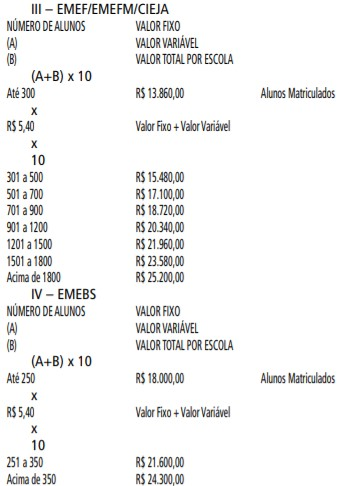 III – EMEF/EMEFM/CIEJA
NÚMERO DE ALUNOS VALOR FIXO
(A) VALOR VARIÁVEL
(B) VALOR TOTAL POR ESCOLA
(A+B) x 10
Até 300 R$ 13.860,00 Alunos Matriculados
x
R$ 5,40 Valor Fixo + Valor Variável
x
10
301 a 500 R$ 15.480,00
501 a 700 R$ 17.100,00
701 a 900 R$ 18.720,00
901 a 1200 R$ 20.340,00
1201 a 1500 R$ 21.960,00
1501 a 1800 R$ 23.580,00
Acima de 1800 R$ 25.200,00
IV – EMEBS
NÚMERO DE ALUNOS VALOR FIXO
(A) VALOR VARIÁVEL
(B) VALOR TOTAL POR ESCOLA
(A+B) x 10
Até 250 R$ 18.000,00 Alunos Matriculados
x
R$ 5,40 Valor Fixo + Valor Variável
x
10
251 a 350 R$ 21.600,00
Acima de 350 R$ 24.300,00